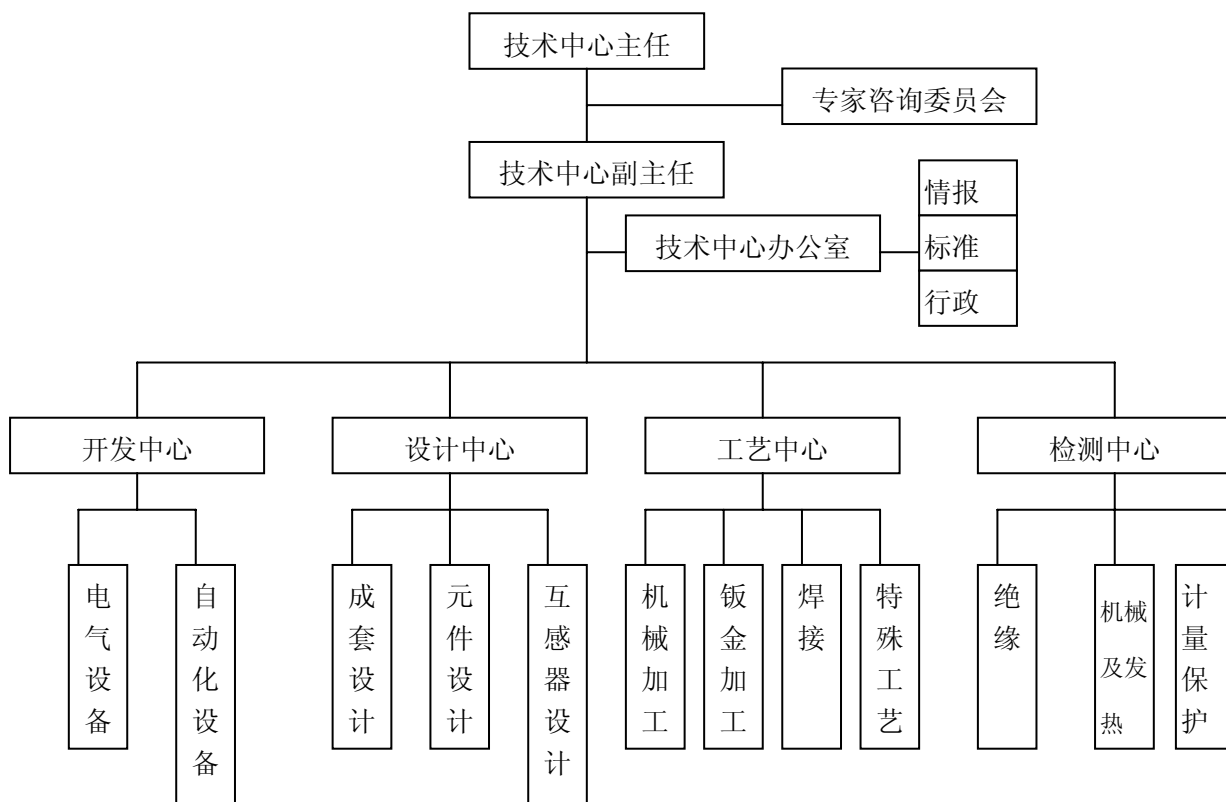 技术中心主任
专家咨询委员会
技术中心副主任
情报
技术中心办公室
标准
行政
开发中心
设计中心
工艺中心
检测中心
电气设备
自动化设备
成套设计
元件设计
互感器设计
机械加工
钣金加工
焊接
特殊工艺
绝缘
机械
及发
热
计量保护